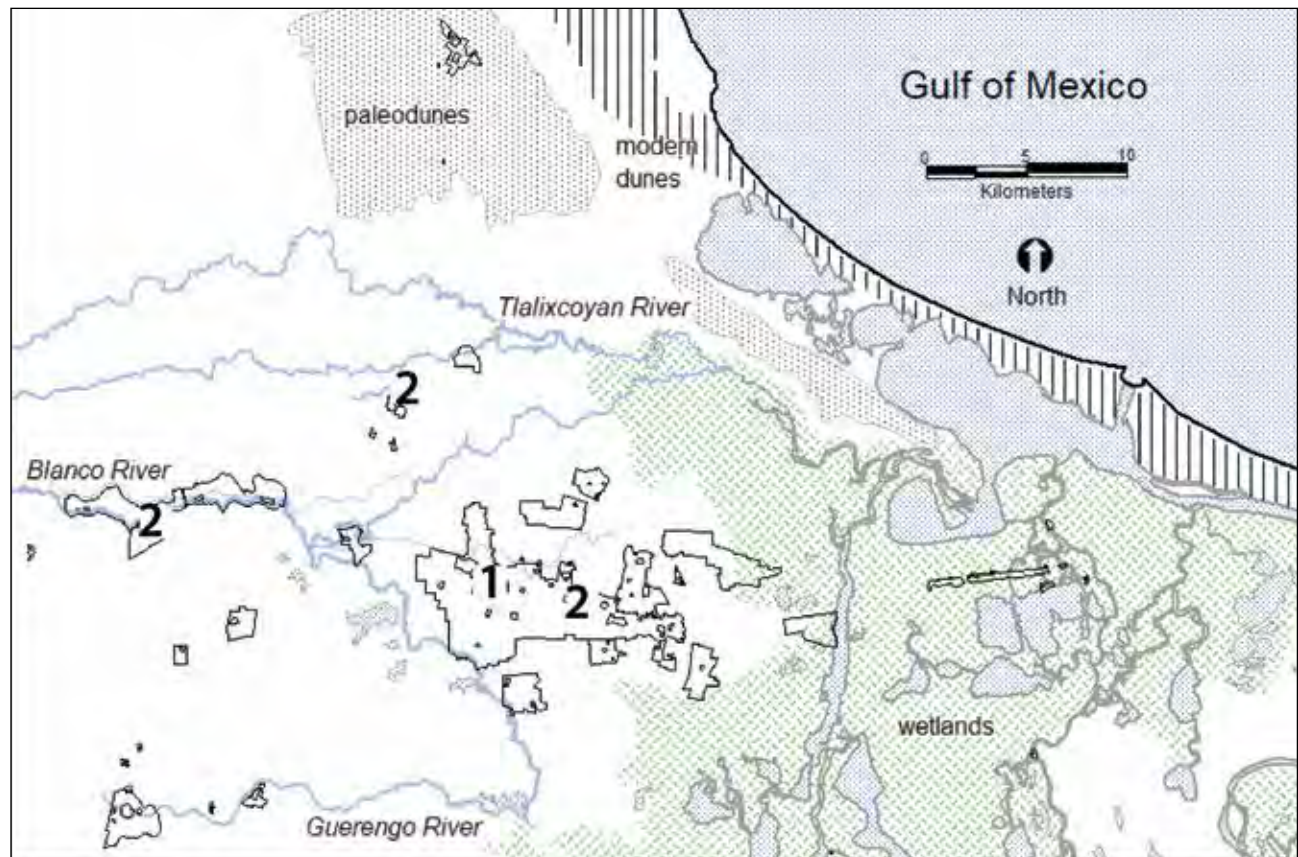 Gulf of Mexico
paleodunes
modern
dunes
0 5 10
Kilometers
North
Tlalixcoyan River
2
Blanco River
2
1
2
wetlands
Guerengo River